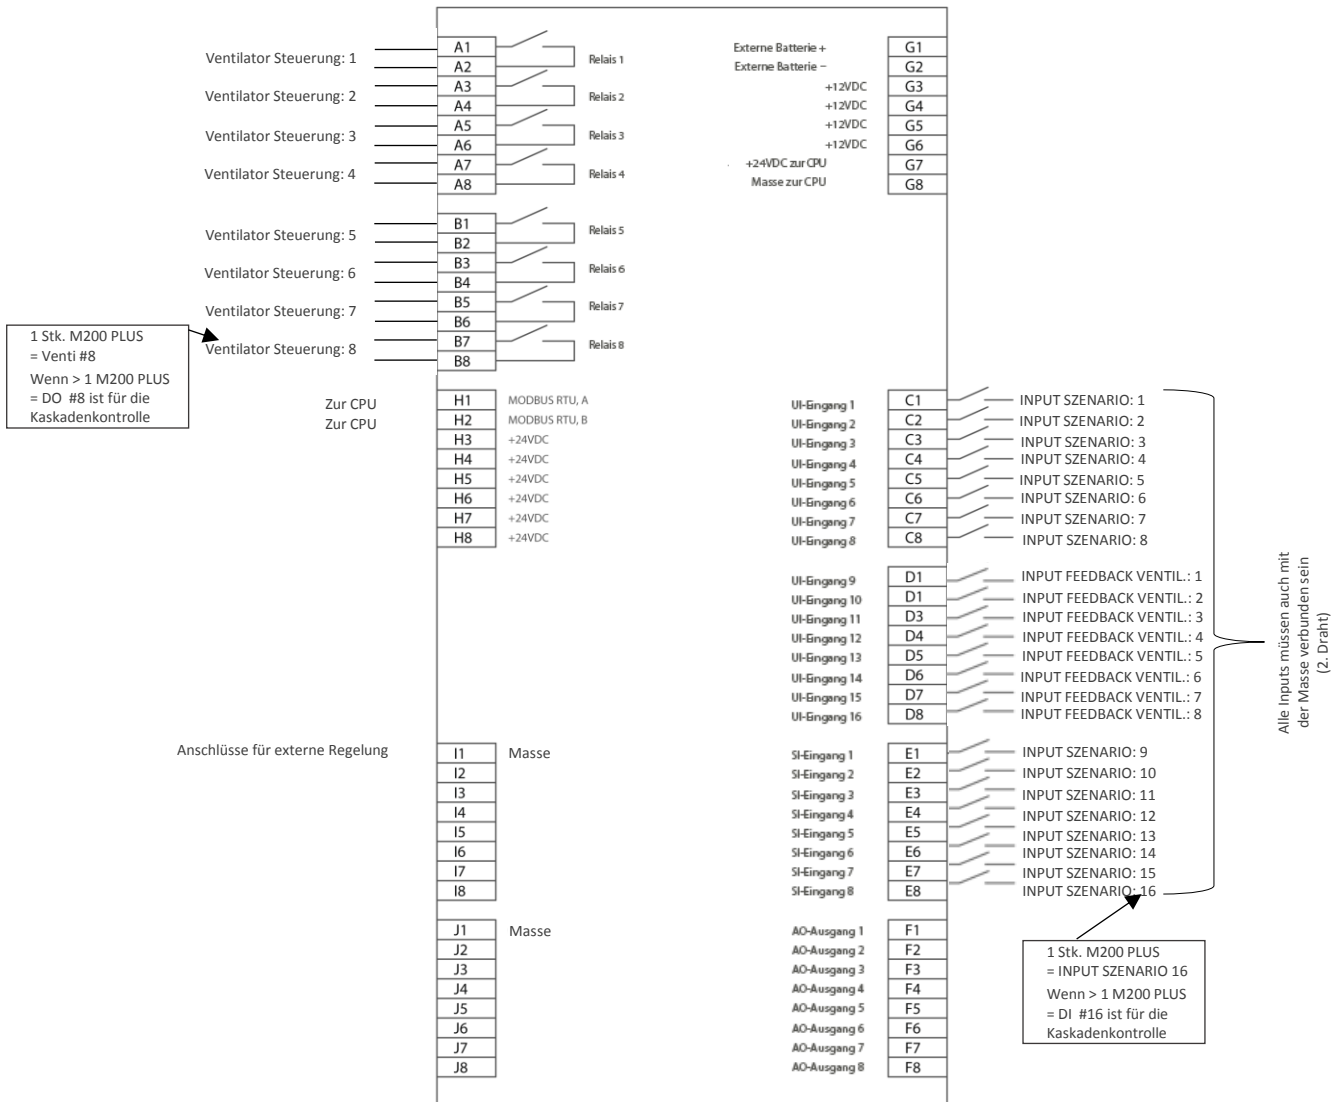 Ventilator Steuerung: 1
A1
Relais 1
A2
Ventilator Steuerung: 2
A3
Relais 2
A4
Ventilator Steuerung: 3
A5
Relais 3
A6
Ventilator Steuerung: 4
A7
Relais 4
A8
Externe Batterie +
G1
Externe Batterie −
G2
+12VDC
G3
+12VDC
G4
+12VDC
G5
+12VDC
G6
+24VDC zur CPU
G7
Masse zur CPU
G8
Ventilator Steuerung: 5
B1
Relais 5
B2
Ventilator Steuerung: 6
B3
Relais 6
B4
Ventilator Steuerung: 7
B5
Relais 7
B6
Ventilator Steuerung: 8
B7
Relais 8
B8
1 Stk. M200 PLUS
= Venti #8
Wenn > 1 M200 PLUS
= DO #8 ist für die
Kaskadenkontrolle
Zur CPU
H1
MODBUS RTU, A
Zur CPU
H2
MODBUS RTU, B
H3
+24VDC
H4
+24VDC
H5
+24VDC
H6
+24VDC
H7
+24VDC
H8
+24VDC
UI-Eingang 1
C1
INPUT SZENARIO: 1
UI-Eingang 2
C2
INPUT SZENARIO: 2
UI-Eingang 3
C3
INPUT SZENARIO: 3
UI-Eingang 4
C4
INPUT SZENARIO: 4
UI-Eingang 5
C5
INPUT SZENARIO: 5
UI-Eingang 6
C6
INPUT SZENARIO: 6
UI-Eingang 7
C7
INPUT SZENARIO: 7
UI-Eingang 8
C8
INPUT SZENARIO: 8
UI-Eingang 9
D1
INPUT FEEDBACK VENTIL.: 1
UI-Eingang 10
D1
INPUT FEEDBACK VENTIL.: 2
UI-Eingang 11
D3
INPUT FEEDBACK VENTIL.: 3
UI-Eingang 12
D4
INPUT FEEDBACK VENTIL.: 4
UI-Eingang 13
D5
INPUT FEEDBACK VENTIL.: 5
UI-Eingang 14
D6
INPUT FEEDBACK VENTIL.: 6
UI-Eingang 15
D7
INPUT FEEDBACK VENTIL.: 7
UI-Eingang 16
D8
INPUT FEEDBACK VENTIL.: 8
Alle Inputs müssen auch mit
der Masse verbunden sein
(2. Draht)
Anschlüsse für externe Regelung
I1
Masse
I2
I3
I4
I5
I6
I7
I8
SI-Eingang 1
E1
INPUT SZENARIO: 9
SI-Eingang 2
E2
INPUT SZENARIO: 10
SI-Eingang 3
E3
INPUT SZENARIO: 11
SI-Eingang 4
E4
INPUT SZENARIO: 12
SI-Eingang 5
E5
INPUT SZENARIO: 13
SI-Eingang 6
E6
INPUT SZENARIO: 14
SI-Eingang 7
E7
INPUT SZENARIO: 15
SI-Eingang 8
E8
INPUT SZENARIO: 16
J1
Masse
J2
J3
J4
J5
J6
J7
J8
AO-Ausgang 1
F1
AO-Ausgang 2
F2
AO-Ausgang 3
F3
AO-Ausgang 4
F4
AO-Ausgang 5
F5
AO-Ausgang 6
F6
AO-Ausgang 7
F7
AO-Ausgang 8
F8
1 Stk. M200 PLUS
= INPUT SZENARIO 16
Wenn > 1 M200 PLUS
= DI #16 ist für die
Kaskadenkontrolle